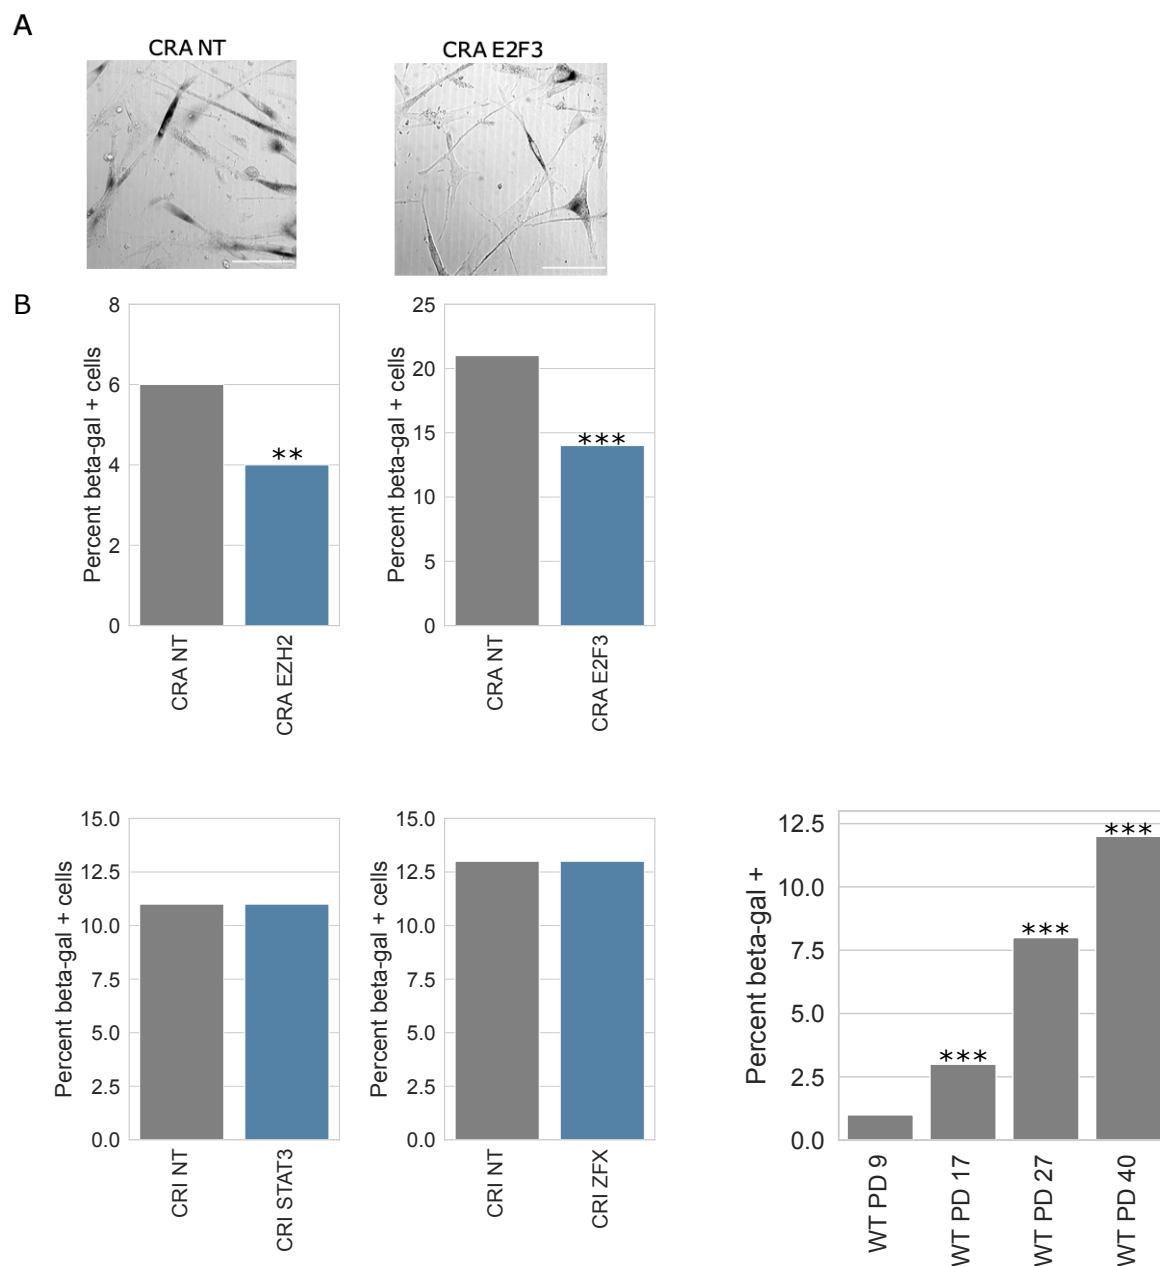 A
CRA NT
CRA E2F3
B
Percent beta-gal + cells
8
6
4
2
0
**
CRA NT
CRA EZH2
Percent beta-gal + cells
25
20
15
10
5
0
***
CRA NT
CRA E2F3
Percent beta-gal + cells
15.0
12.5
10.0
7.5
5.0
2.5
0.0
CRI NT
CRI STAT3
Percent beta-gal + cells
15.0
12.5
10.0
7.5
5.0
2.5
0.0
CRI NT
CRI ZFX
Percent beta-gal +
12.5
10.0
7.5
5.0
2.5
0.0
***
***
***
WT PD 9
WT PD 17
WT PD 27
WT PD 40